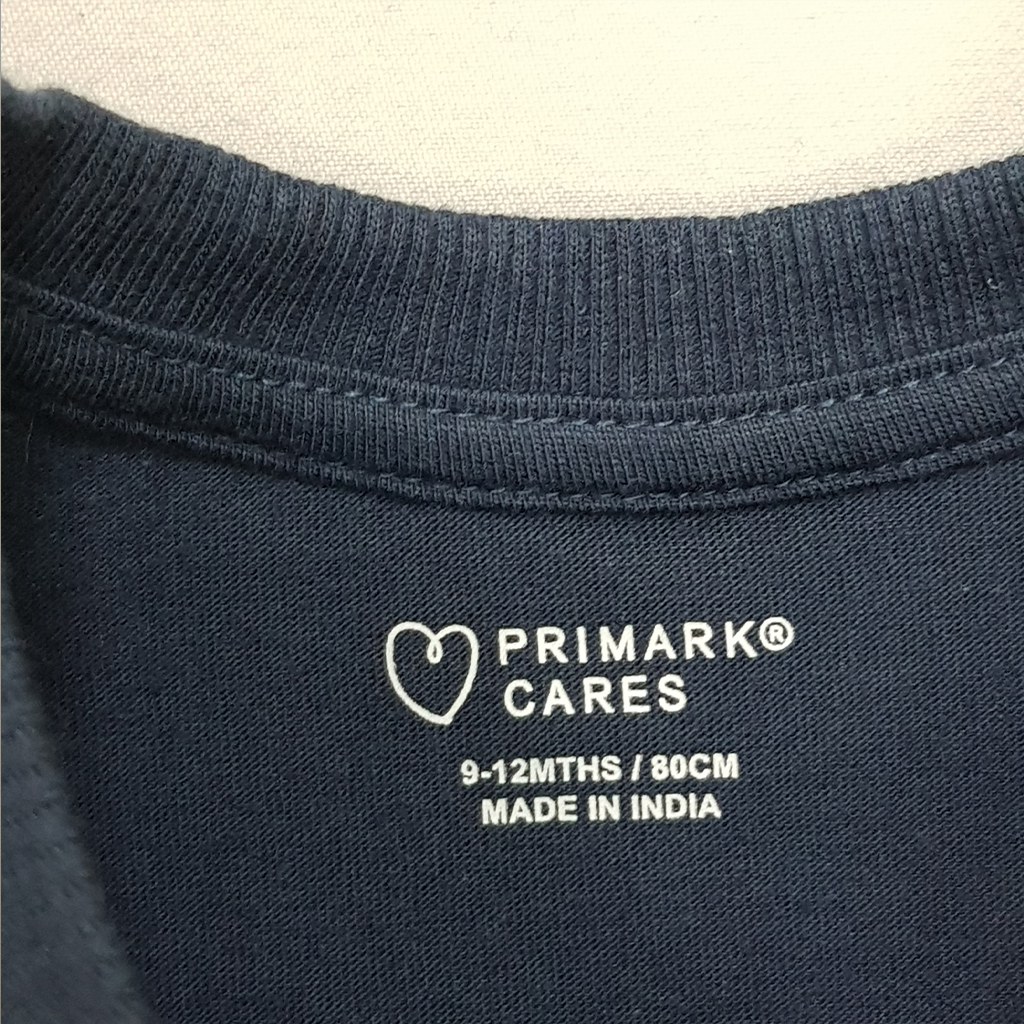 PRIMARK®
CARES
9-12MTHS / 80CM
MADE IN INDIA